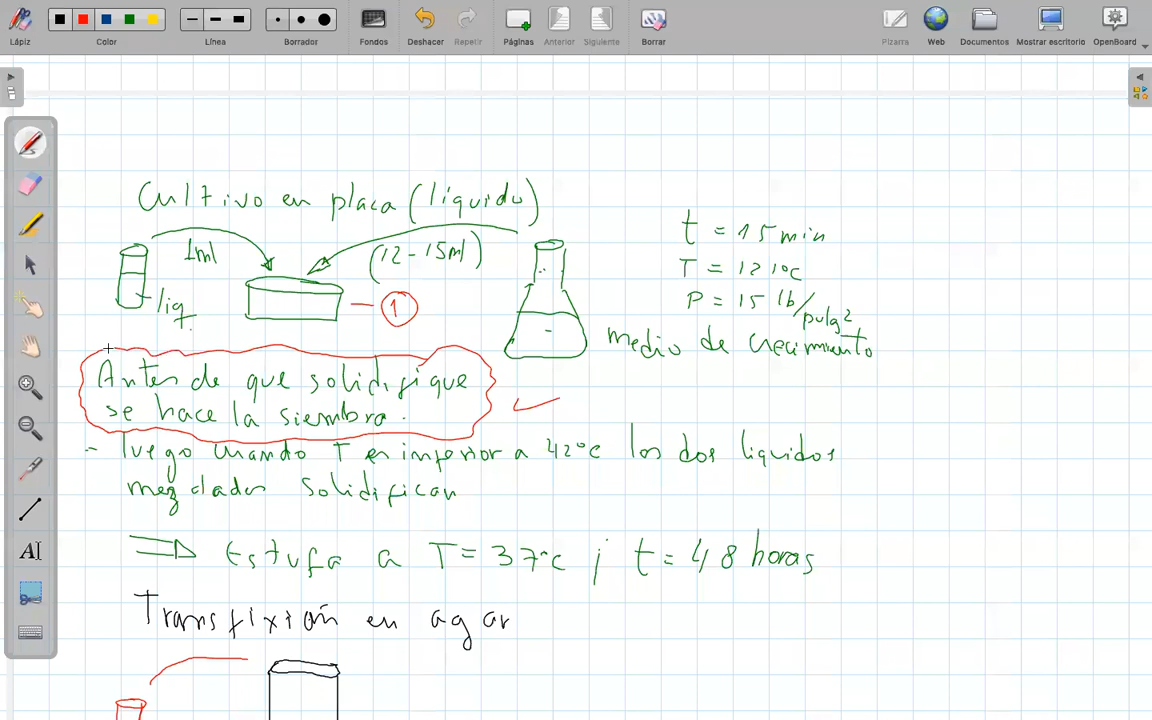 Lápiz Color Línea Borrador Fondos Deshacer Repetir Páginas Anterior Siguiente Borrar Pizarra Web Documentos Mostrar escritorio OpenBoard
Cultivo en placa (líquido)
1ml
(12-15ml)
liq.
1
t = 15 min
T = 121°C
P = 15 lb/pulg2
medio de crecimiento
Antes de que solidifique
se hace la siembra.
- luego cuando T es inferior a 42°C los dos líquidos
mezclados solidifican
Estufa a T = 37°C ; t = 48 horas
Transfixión en agar